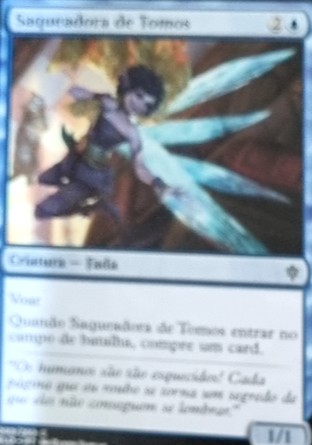 Saqueadora de Tomos 2
Criatura — Fada
Voar
Quando Saqueadora de Tomos entrar no
campo de batalha, compre um card.
"Os humanos são tão esquecidos! Cada
página que eu roubo se torna um segredo de
que eles não conseguem se lembrar."
1/1